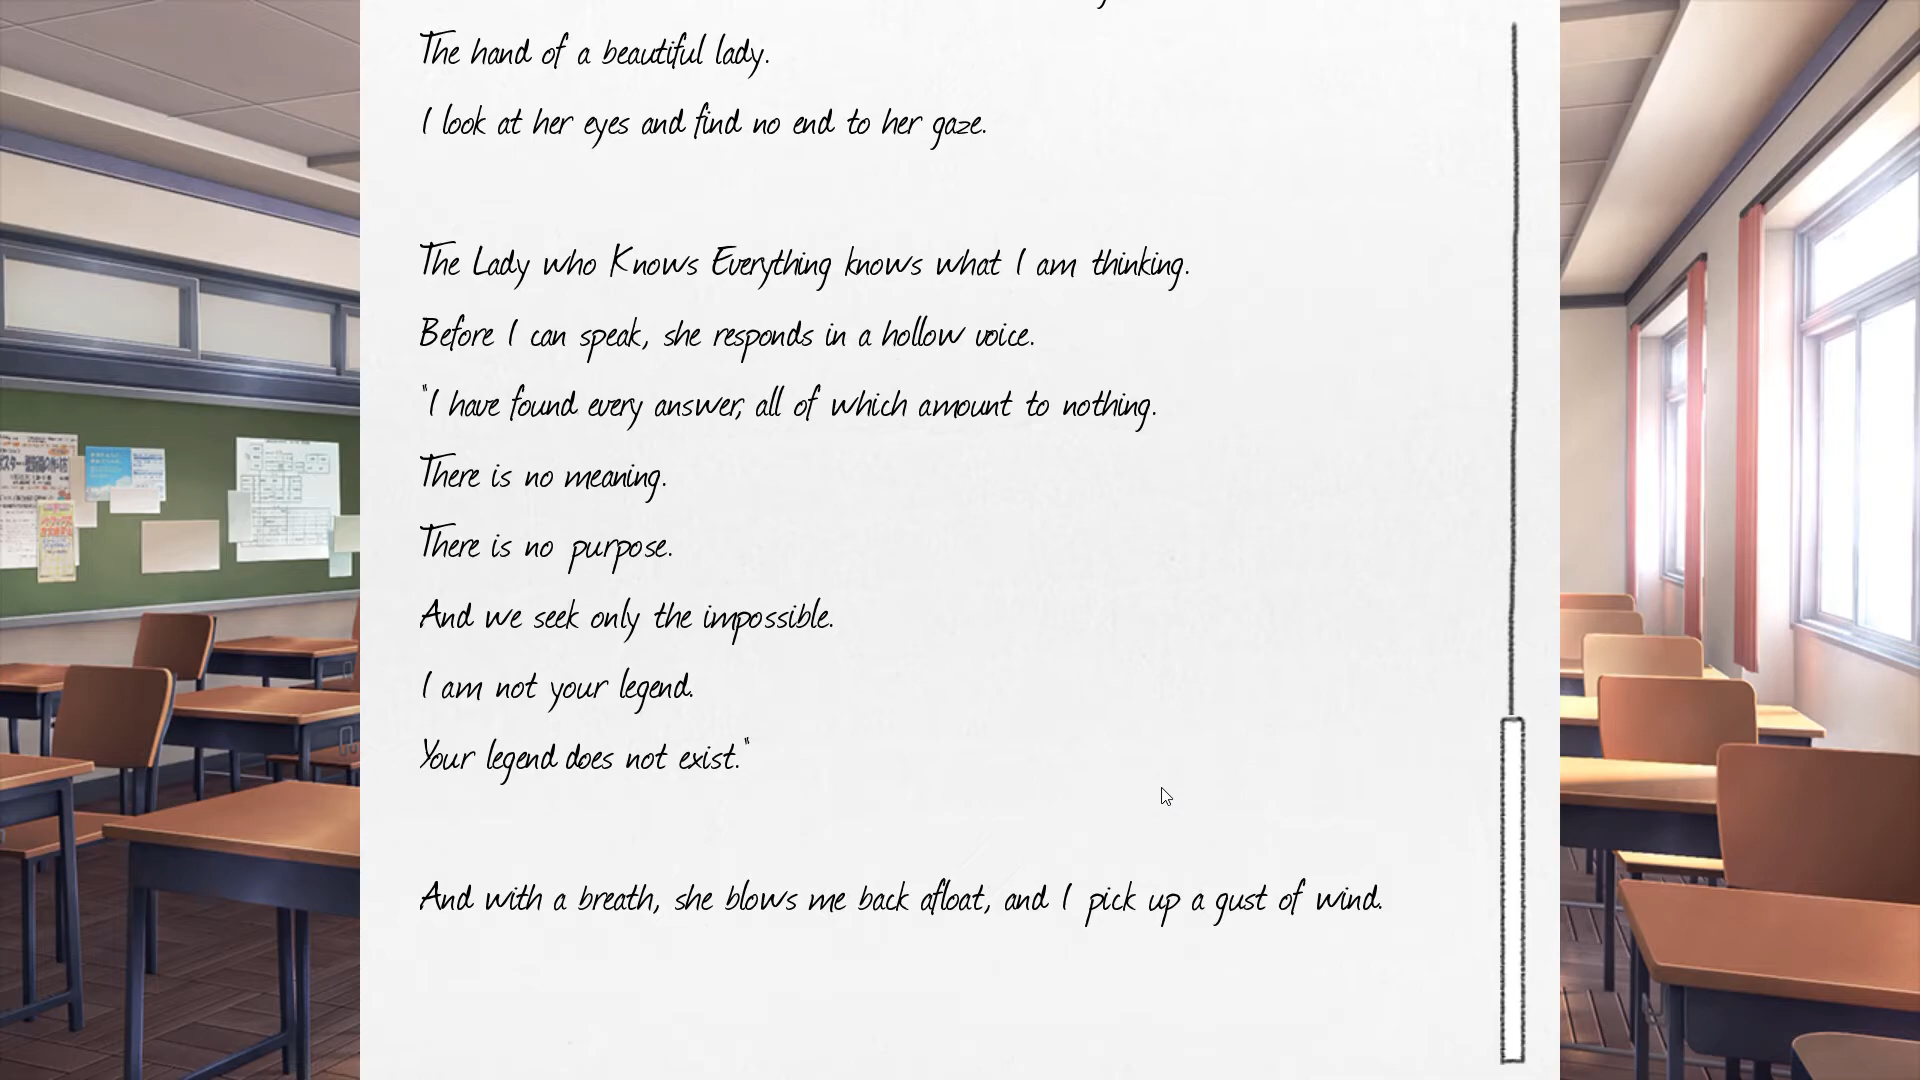 The hand of a beautiful lady.
I look at her eyes and find no end to her gaze.
The Lady who Knows Everything knows what I am thinking.
Before I can speak, she responds in a hollow voice.
"I have found every answer, all of which amount to nothing.
There is no meaning.
There is no purpose.
And we seek only the impossible.
I am not your legend.
Your legend does not exist."
And with a breath, she blows me back afloat, and I pick up a gust of wind.